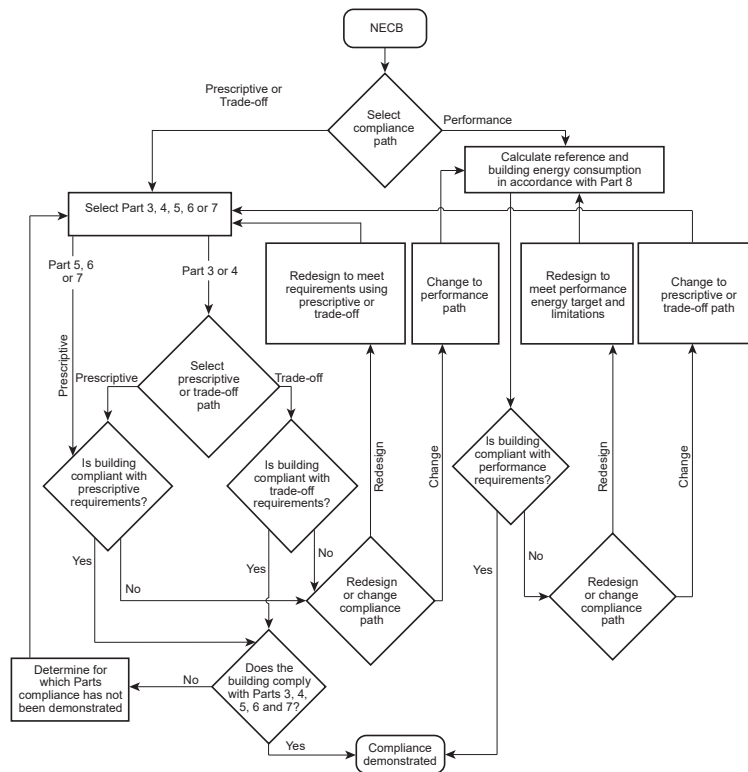 NECB
Prescriptive or
Trade-off
Select
compliance
path
Performance
Calculate reference and
building energy consumption
in accordance with Part 8
Select Part 3, 4, 5, 6 or 7
Part 5, 6
or 7
Part 3 or 4
Redesign to meet
requirements using
prescriptive or
trade-off
Change to
performance
path
Redesign to
meet performance
energy target and
limitations
Change to
prescriptive or
trade-off path
Prescriptive
Prescriptive
Select
prescriptive
or trade-off
path
Trade-off
Is building
compliant with
prescriptive
requirements?
Is building
compliant with
trade-off
requirements?
Redesign
Change
Is building
compliant with
performance
requirements?
Redesign
Change
Yes
No
Yes
No
Redesign
or change
compliance
path
Yes
No
Redesign
or change
compliance
path
Determine for
which Parts
compliance has not
been demonstrated
No
Does the
building comply
with Parts 3, 4,
5, 6 and 7?
Yes
Compliance
demonstrated